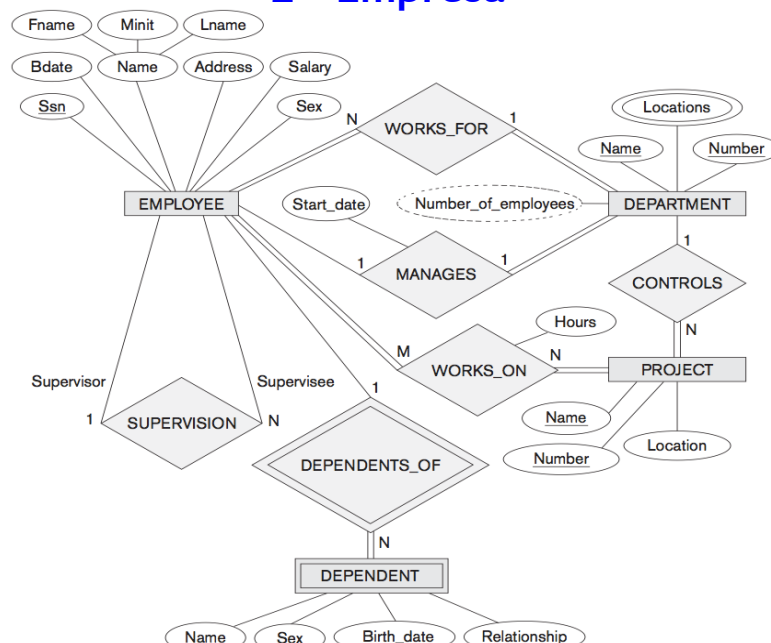 Fname Minit Lname
Bdate Name Address Salary
Locations
Ssn Sex
N WORKS_FOR 1
Name Number
EMPLOYEE Start_date Number_of_employees DEPARTMENT
1 MANAGES 1
1
CONTROLS
Hours
M WORKS_ON N
N
PROJECT
Supervisor Supervisee 1
Name
1 SUPERVISION N
Location
Number
DEPENDENTS_OF
N
DEPENDENT
Name Sex Birth_date Relationship